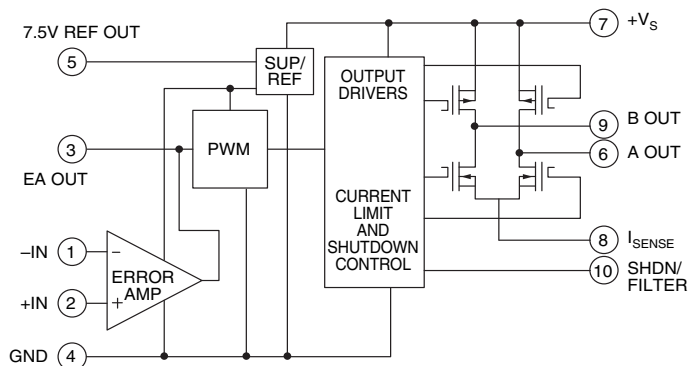 7.5V REF OUT
5
SUP/
REF
OUTPUT
DRIVERS
7
+VS
3
EA OUT
PWM
9
B OUT
6
A OUT
CURRENT
LIMIT
AND
SHUTDOWN
CONTROL
8
ISENSE
10
SHDN/
FILTER
–IN
1
–
ERROR
AMP
+IN
2
+
GND
4